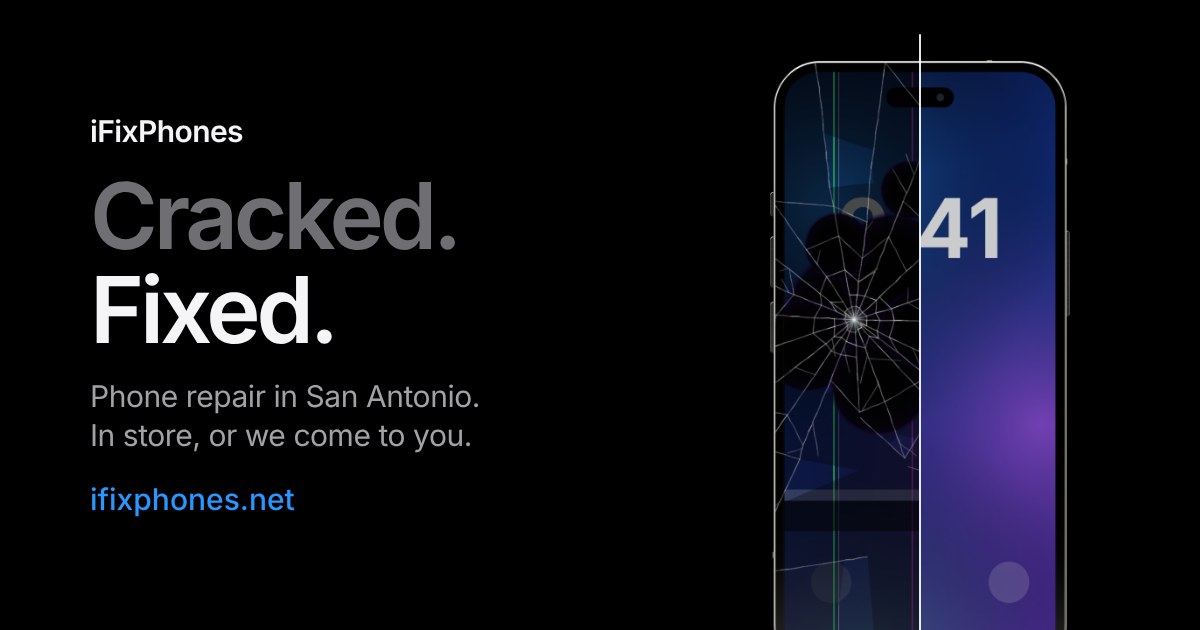 iFixPhones
Cracked.
Fixed.
Phone repair in San Antonio.
In store, or we come to you.
ifixphones.net
41